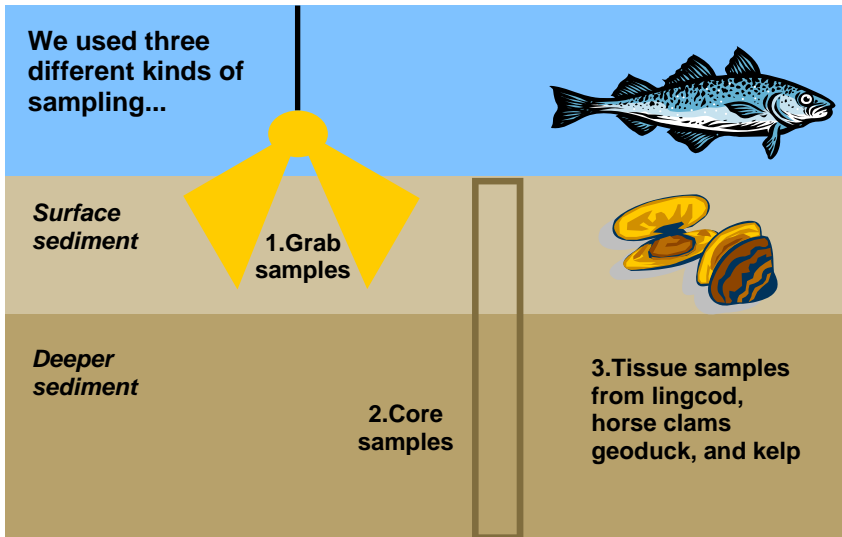 We used three
different kinds of
sampling...
Surface
sediment
1.Grab
samples
Deeper
sediment
2.Core
samples
3.Tissue samples
from lingcod,
horse clams
geoduck, and kelp